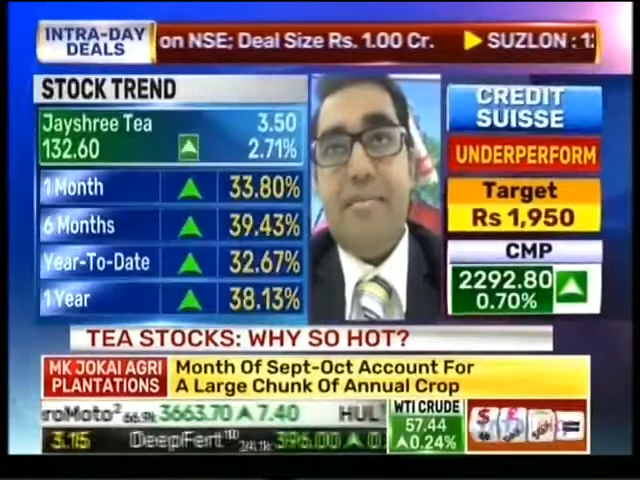 INTRA-DAY
DEALS
on NSE; Deal Size Rs. 1.00 Cr. SUZLON : 1
STOCK TREND
Jayshree Tea 3.50
132.60 2.71%
1 Month 33.80%
6 Months 39.43%
Year-To-Date 32.67%
1 Year 38.13%
CREDIT
SUISSE
UNDERPERFORM
Target
Rs 1,950
CMP
2292.80
0.70%
TEA STOCKS: WHY SO HOT?
MK JOKAI AGRI
PLANTATIONS
Month Of Sept-Oct Account For
A Large Chunk Of Annual Crop
roMoto² 3663.70 7.40 HUL
WTI CRUDE
57.44
0.24%
3.15 DeepFert 396.00